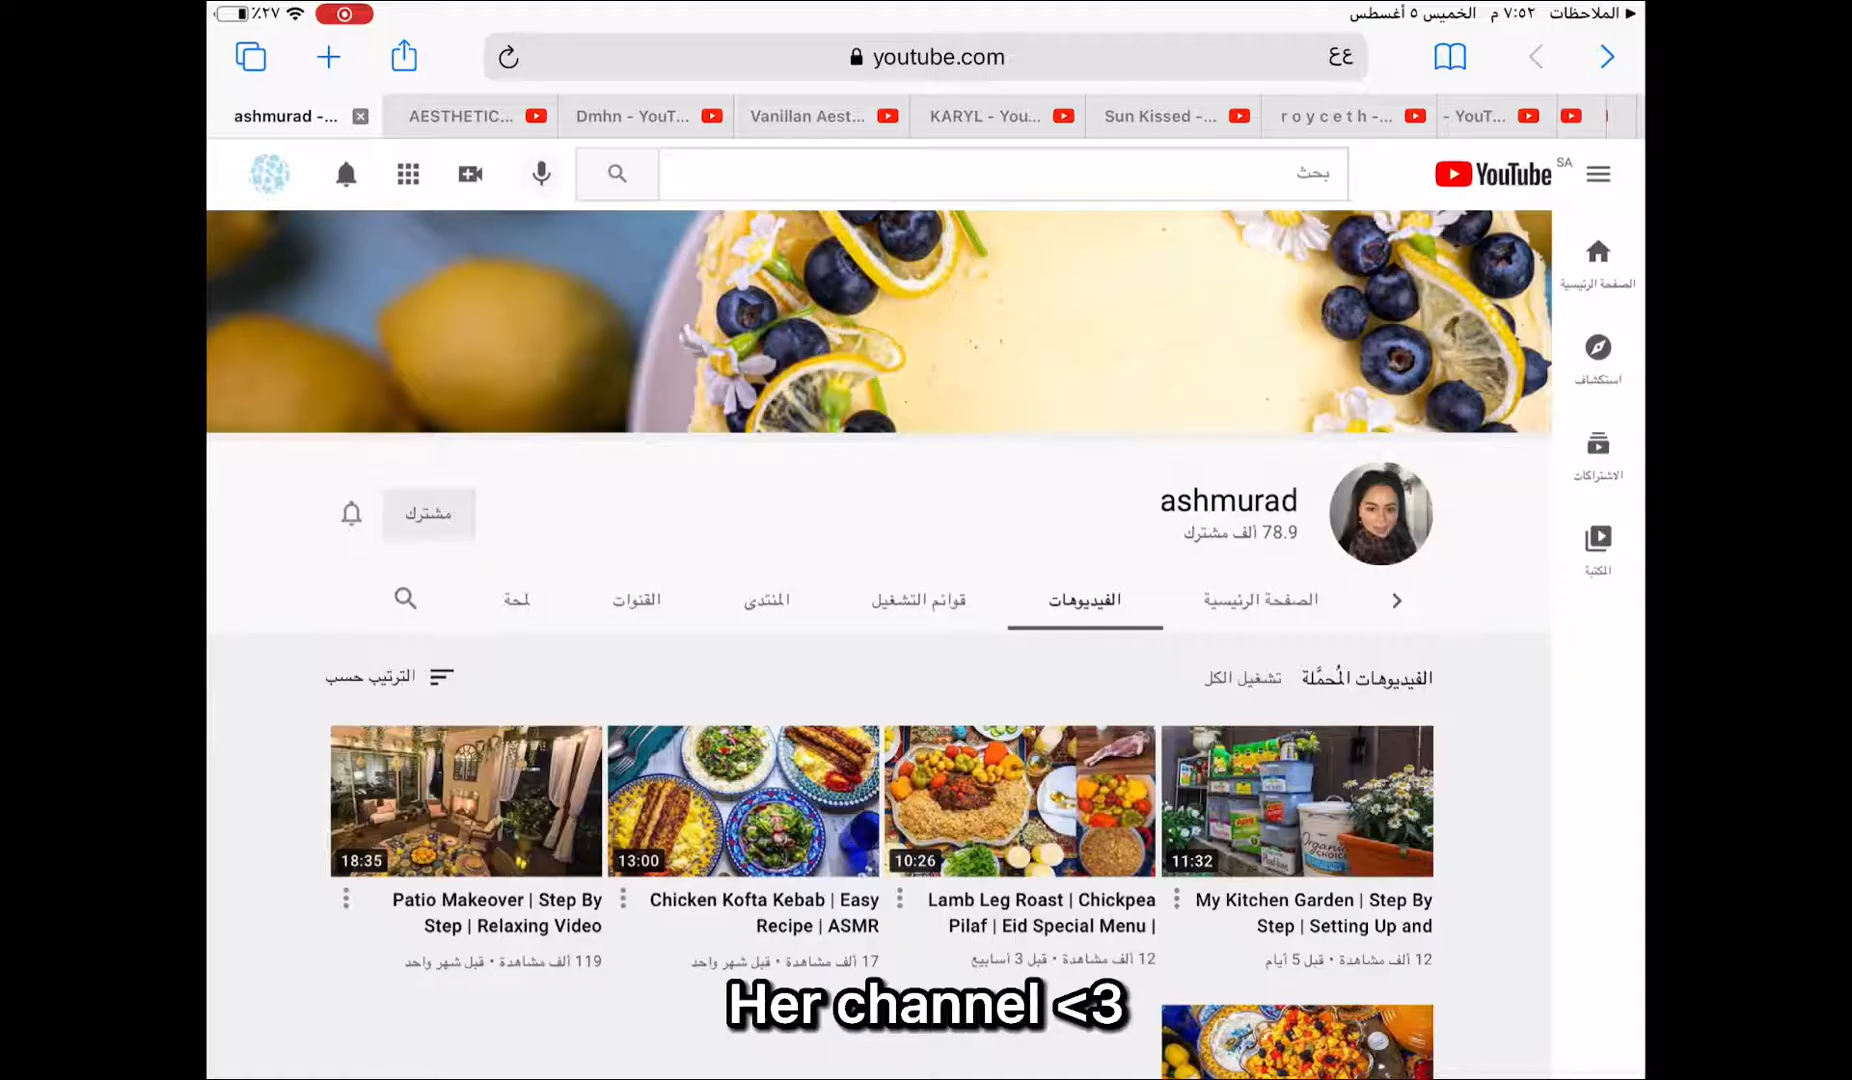 ◀ الملاحظات ٧:٥٢ م الخميس ٥ أغسطس
٪٢٧
youtube.com
عع
ashmurad -...
AESTHETIC...
Dmhn - YouT...
Vanillan Aest...
KARYL - You...
Sun Kissed -...
r o y c e t h -...
- YouT...
YouTube SA
بحث
الصفحة الرئيسية
استكشاف
الاشتراكات
المكتبة
ashmurad
78.9 ألف مشترك
مشترك
الصفحة الرئيسية
الفيديوهات
قوائم التشغيل
المنتدى
القنوات
لمحة
الفيديوهات المُحمَّلة
تشغيل الكل
الترتيب حسب
11:32
My Kitchen Garden | Step By
Step | Setting Up and
12 ألف مشاهدة • قبل 5 أيام
10:26
Lamb Leg Roast | Chickpea
Pilaf | Eid Special Menu |
12 ألف مشاهدة • قبل 3 أسابيع
13:00
Chicken Kofta Kebab | Easy
Recipe | ASMR
17 ألف مشاهدة • قبل شهر واحد
18:35
Patio Makeover | Step By
Step | Relaxing Video
119 ألف مشاهدة • قبل شهر واحد
Her channel <3